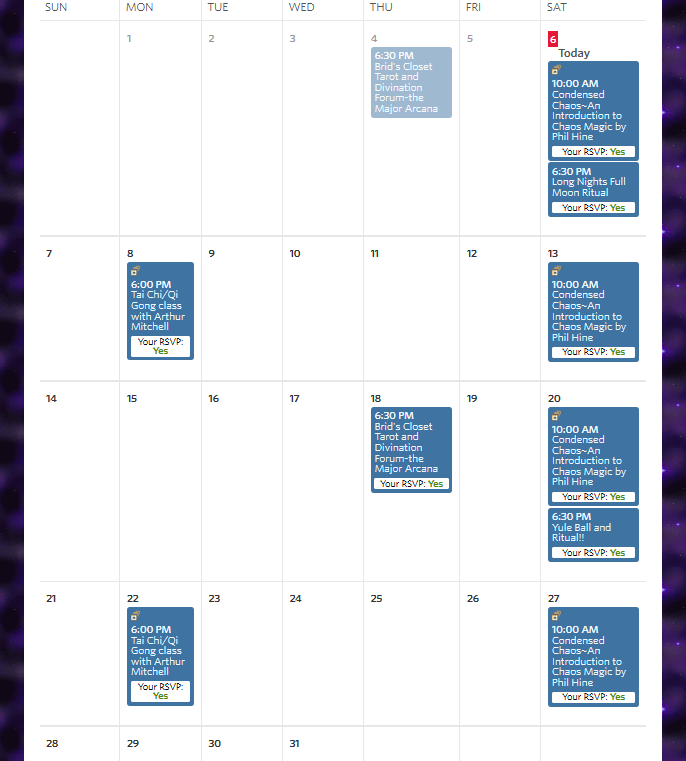 SUN MON TUE WED THU FRI SAT
1 2 3 4 5 6
Today
6:30 PM
Brid's Closet
Tarot and
Divination
Forum-the
Major Arcana
10:00 AM
Condensed
Chaos~An
Introduction to
Chaos Magic by
Phil Hine
Your RSVP: Yes
6:30 PM
Long Nights Full
Moon Ritual
Your RSVP: Yes
7 8 9 10 11 12 13
6:00 PM
Tai Chi/Qi
Gong class
with Arthur
Mitchell
Your RSVP:
Yes
10:00 AM
Condensed
Chaos~An
Introduction to
Chaos Magic by
Phil Hine
Your RSVP: Yes
14 15 16 17 18 19 20
6:30 PM
Brid's Closet
Tarot and
Divination
Forum-the
Major Arcana
Your RSVP: Yes
10:00 AM
Condensed
Chaos~An
Introduction to
Chaos Magic by
Phil Hine
Your RSVP: Yes
6:30 PM
Yule Ball and
Ritual!!
Your RSVP: Yes
21 22 23 24 25 26 27
6:00 PM
Tai Chi/Qi
Gong class
with Arthur
Mitchell
Your RSVP:
Yes
10:00 AM
Condensed
Chaos~An
Introduction to
Chaos Magic by
Phil Hine
Your RSVP: Yes
28 29 30 31